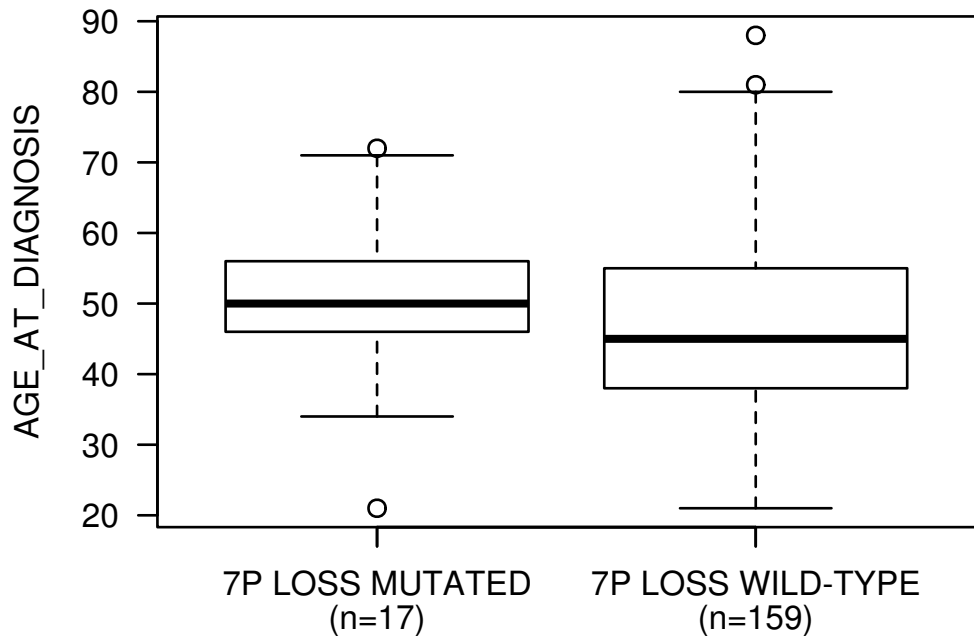 AGE_AT_DIAGNOSIS
90
80
70
60
50
40
30
20
7P LOSS MUTATED
(n=17)
7P LOSS WILD-TYPE
(n=159)